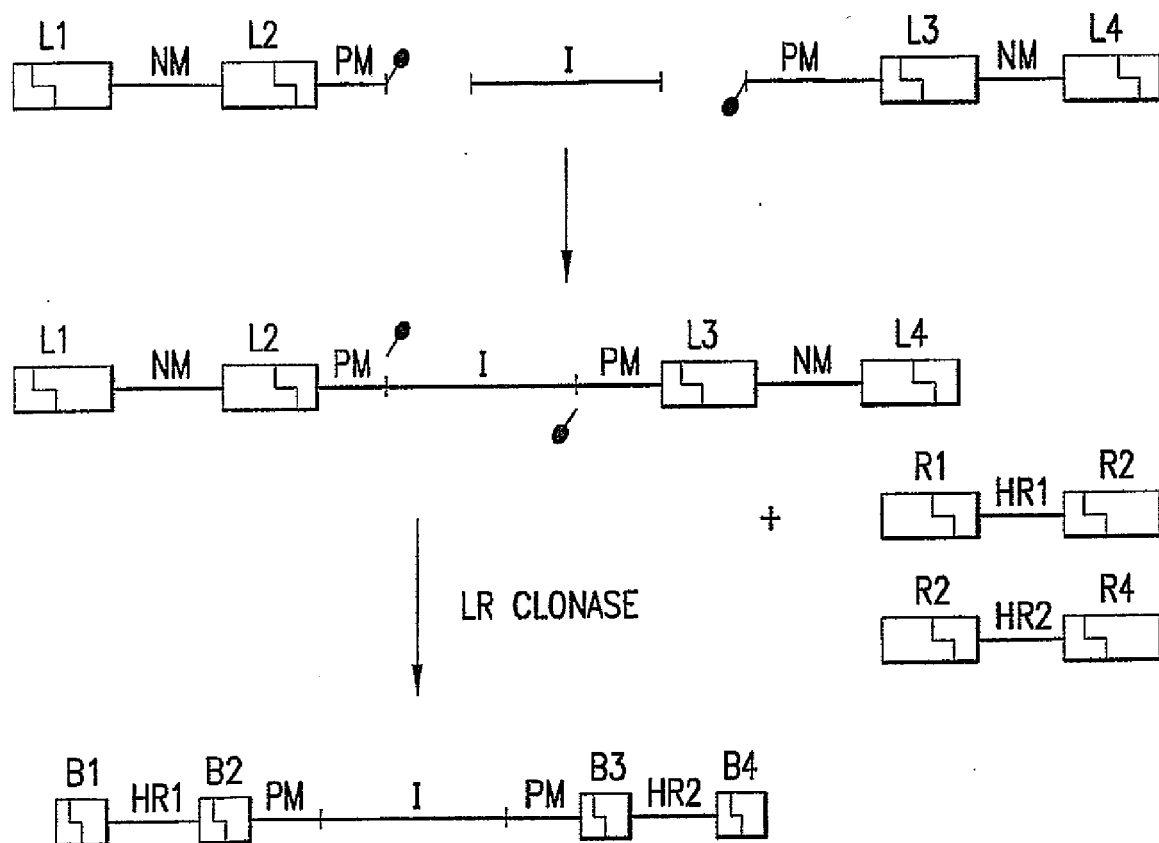 L1 NM L2 PM I PM L3 NM L4
L1 NM L2 PM I PM L3 NM L4
R1 HR1 R2
+
R2 HR2 R4
LR CLONASE
B1 HR1 B2 PM I PM B3 HR2 B4